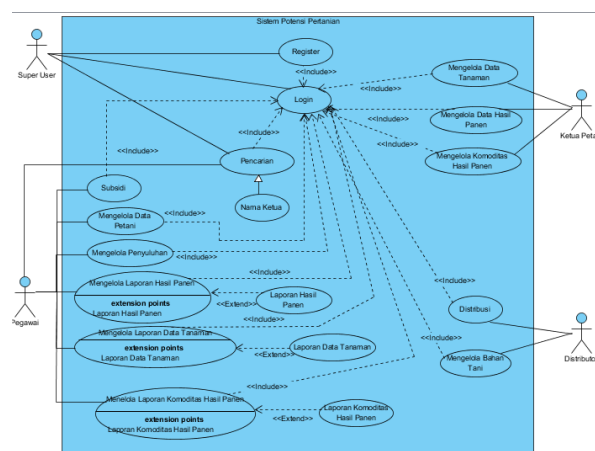 Sistem Potensi Pertanian
Super User
Register
<<Include>>
Login
<<Include>>
Mengelola Data
Tanaman
<<Include>>
Mengelola Data Hasil
Panen
<<Include>>
Mengelola Komoditas
Hasil Panen
Ketua Peta
<<Include>>
<<Include>>
Pencarian
Subsidi
Nama Ketua
Mengelola Data
Petani
<<Include>>
Mengelola Penyuluhan
<<Include>>
<<Include>>
Mengelola Laporan Hasil Panen
extension points
Laporan Hasil Panen
<<Extend>>
Laporan Hasil
Panen
Pegawai
<<Include>>
Distribusi
Mengelola Laporan Data Tanaman
extension points
Laporan Data Tanaman
<<Include>>
<<Extend>>
Laporan Data Tanaman
<<Include>>
Mengelola Bahan
Tani
Distributo
<<Include>>
Menelola Laporan Komoditas Hasil Panen
extension points
Laporan Komoditas Hasil Panen
<<Extend>>
Laporan Komoditas
Hasil Panen